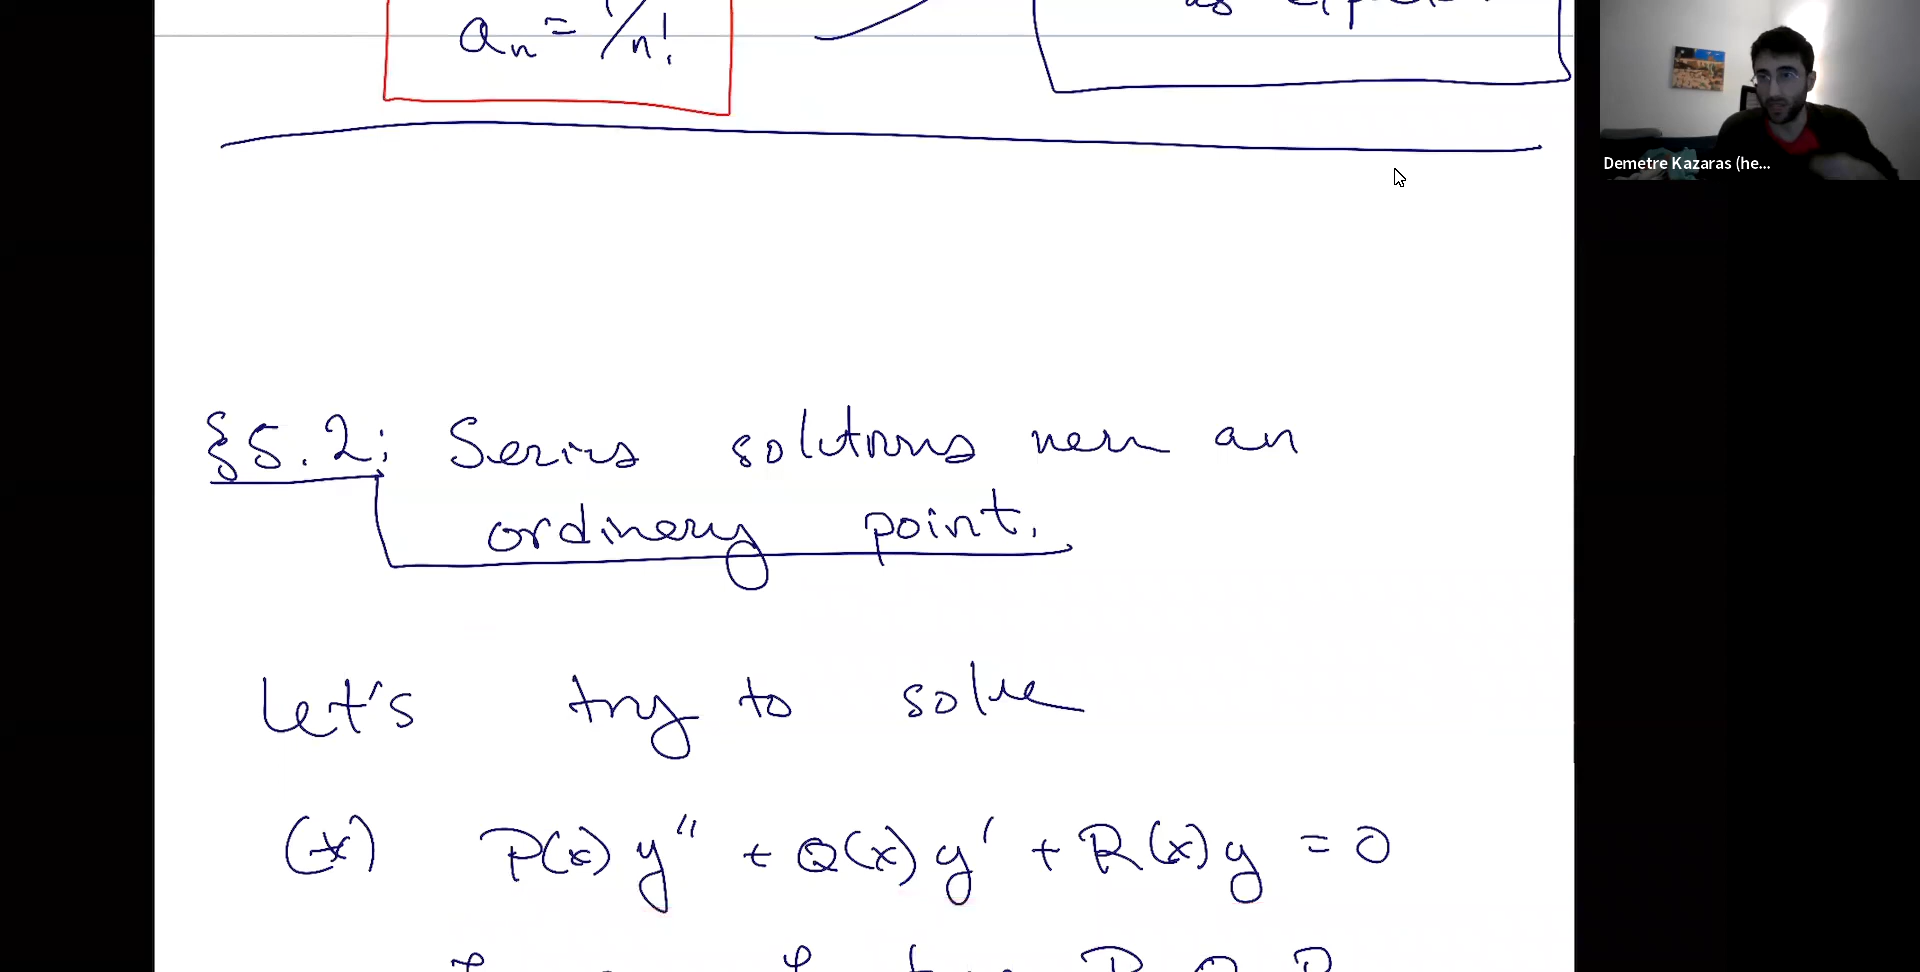 aₙ = 1/n!
Demetre Kazaras (he...
§5.2: Series solutions near an
ordinary point.
Let's try to solve
(*) P(x) y'' + Q(x) y' + R(x) y = 0